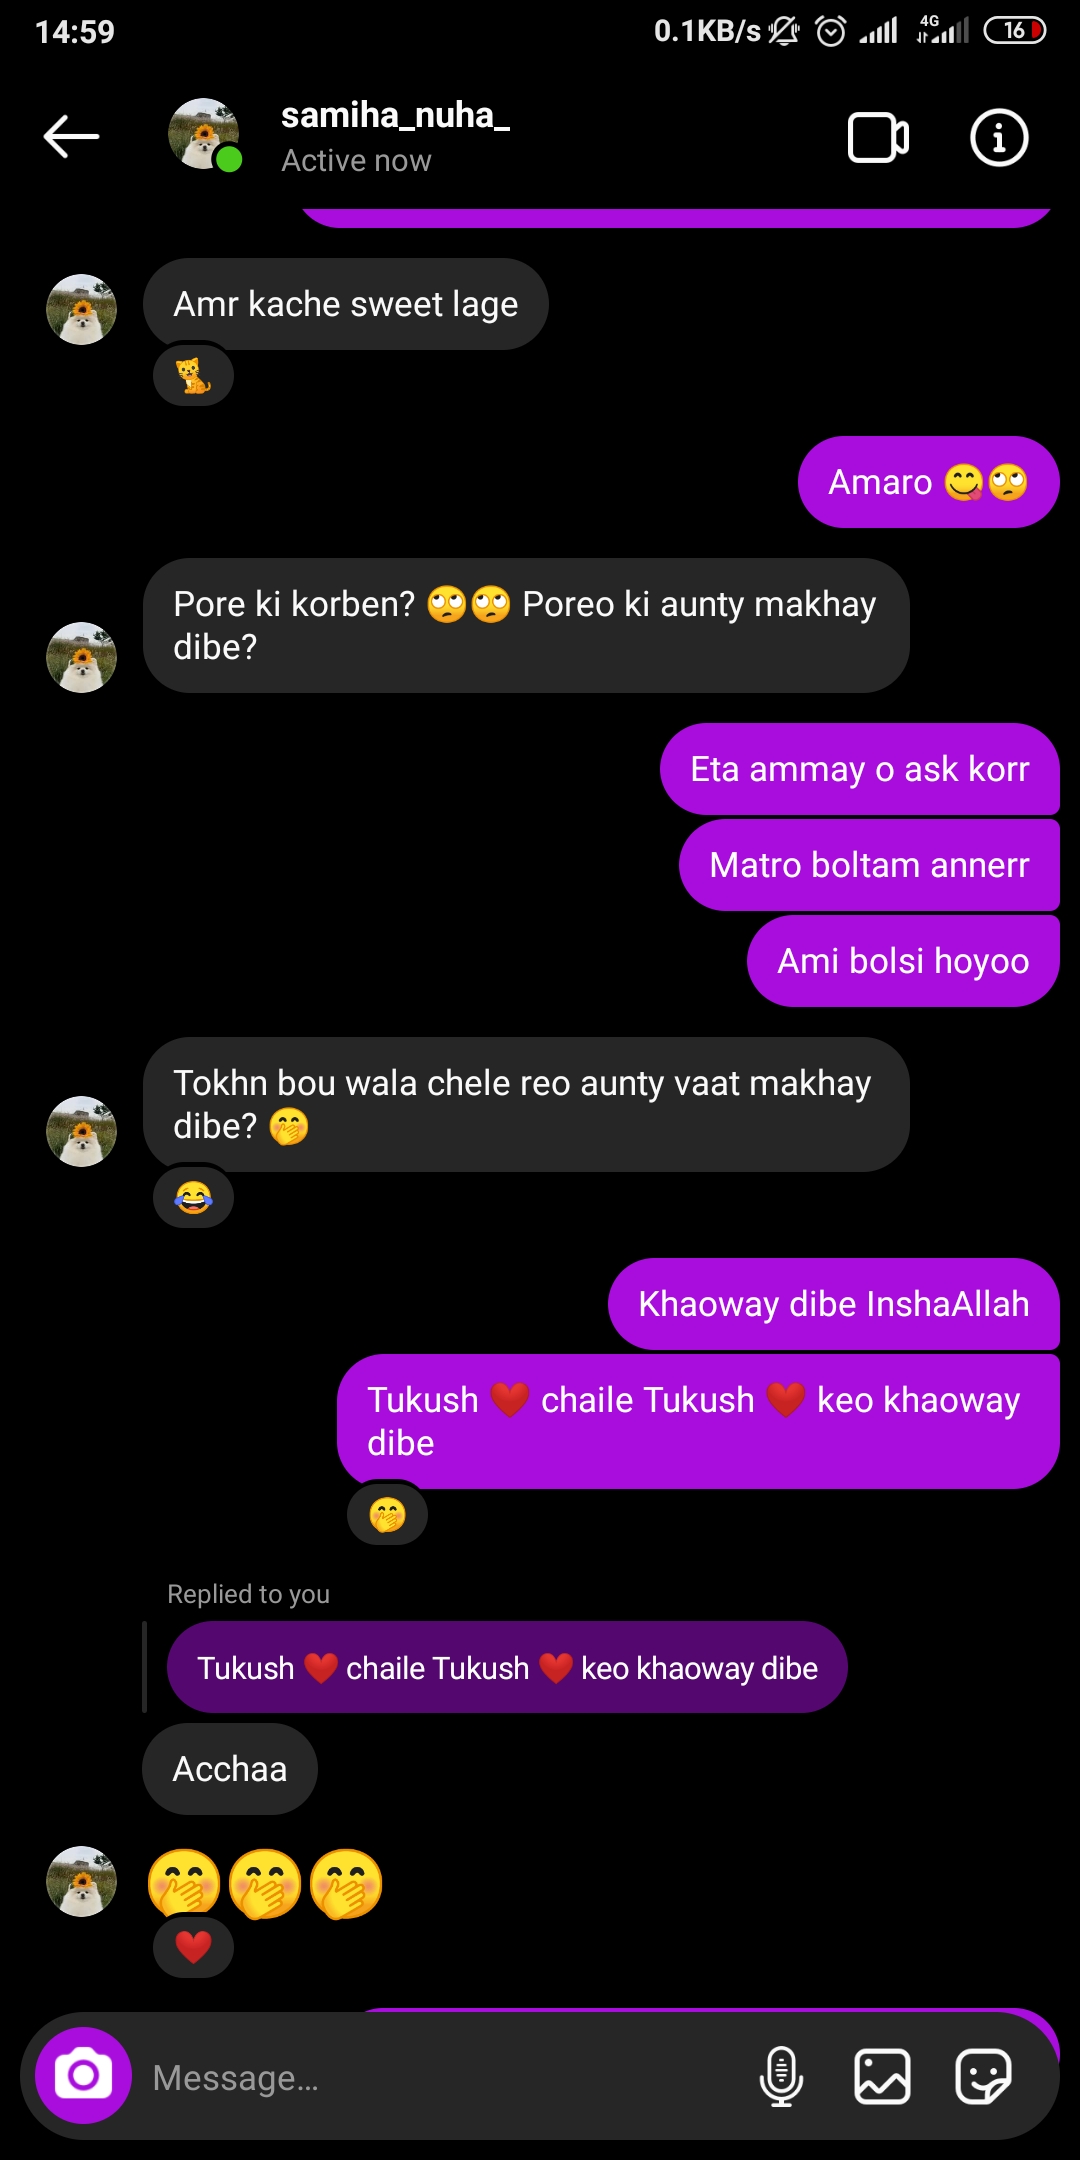 14:59 0.1KB/s 4G 16
samiha_nuha_
Active now
Amr kache sweet lage
🐈
Amaro 😋🙄
Pore ki korben? 🙄🙄 Poreo ki aunty makhay
dibe?
Eta ammay o ask korr
Matro boltam annerr
Ami bolsi hoyoo
Tokhn bou wala chele reo aunty vaat makhay
dibe? 🤭
😂
Khaoway dibe InshaAllah
Tukush ❤️ chaile Tukush ❤️ keo khaoway
dibe
🤭
Replied to you
Tukush ❤️ chaile Tukush ❤️ keo khaoway dibe
Acchaa
🤭🤭🤭
❤️
Message...